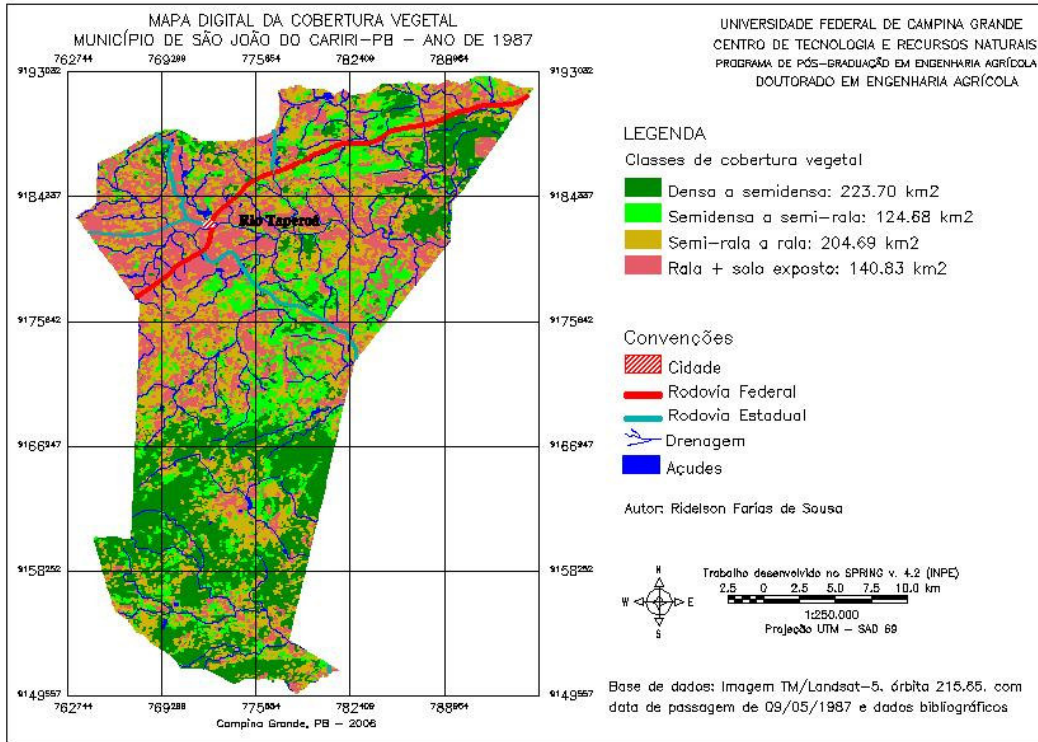 MAPA DIGITAL DA COBERTURA VEGETAL
MUNICÍPIO DE SÃO JOÃO DO CARIRI-PB - ANO DE 1987
762744 769299 775854 782409 788964
9193032
9184337
9175642
9166947
9158252
9149557
Rio Taperoá
762744 769299 775854 782409 788964
Campina Grande, PB - 2006
UNIVERSIDADE FEDERAL DE CAMPINA GRANDE
CENTRO DE TECNOLOGIA E RECURSOS NATURAIS
PROGRAMA DE PÓS-GRADUAÇÃO EM ENGENHARIA AGRÍCOLA
DOUTORADO EM ENGENHARIA AGRÍCOLA
LEGENDA
Classes de cobertura vegetal
Densa a semidensa: 223.70 km2
Semidensa a semi-rala: 124.68 km2
Semi-rala a rala: 204.69 km2
Rala + solo exposto: 140.83 km2
Convenções
Cidade
Rodovia Federal
Rodovia Estadual
Drenagem
Açudes
Autor: Ridelson Farias de Sousa
N
W E
S
Trabalho desenvolvido no SPRING v. 4.2 (INPE)
2.5 0 2.5 5.0 7.5 10.0 km
1:250.000
Projeção UTM - SAD 69
Base de dados: Imagem TM/Landsat-5, órbita 215.65, com
data de passagem de 09/05/1987 e dados bibliográficos